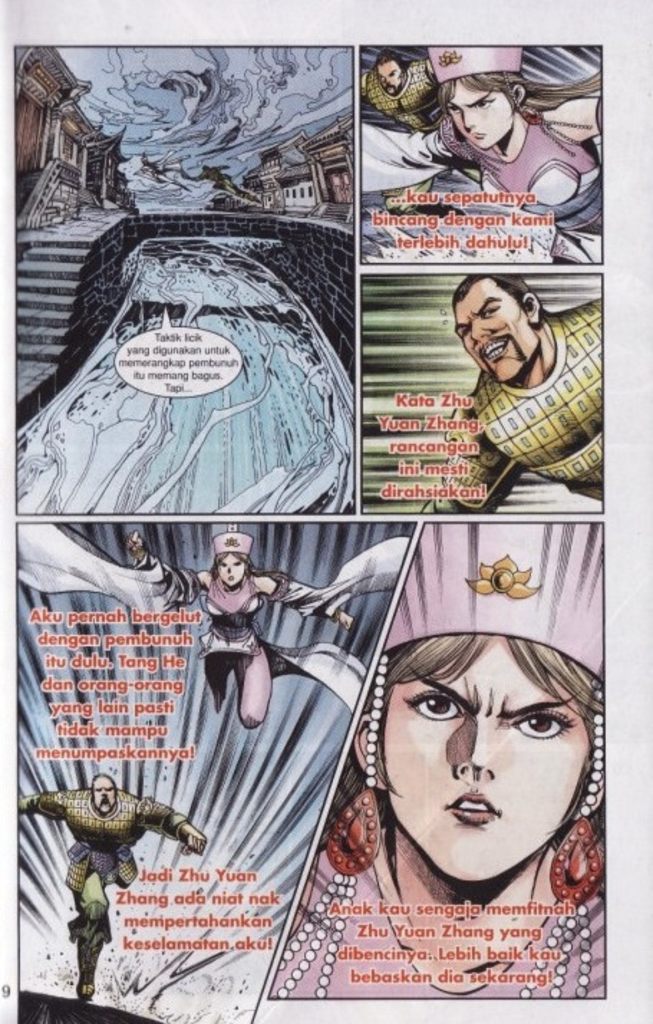 Taktik licik
yang digunakan untuk
memerangkap pembunuh
itu memang bagus.
Tapi...
...kau sepatutnya
bincang dengan kami
terlebih dahulu!
Kata Zhu
Yuan Zhang,
rancangan
ini mesti
dirahsiakan!
Aku pernah bergelut
dengan pembunuh
itu dulu. Tang He
dan orang-orang
yang lain pasti
tidak mampu
menumpaskannya!
Jadi Zhu Yuan
Zhang ada niat nak
mempertahankan
keselamatan aku!
Anak kau sengaja memfitnah
Zhu Yuan Zhang yang
dibencinya. Lebih baik kau
bebaskan dia sekarang!
9